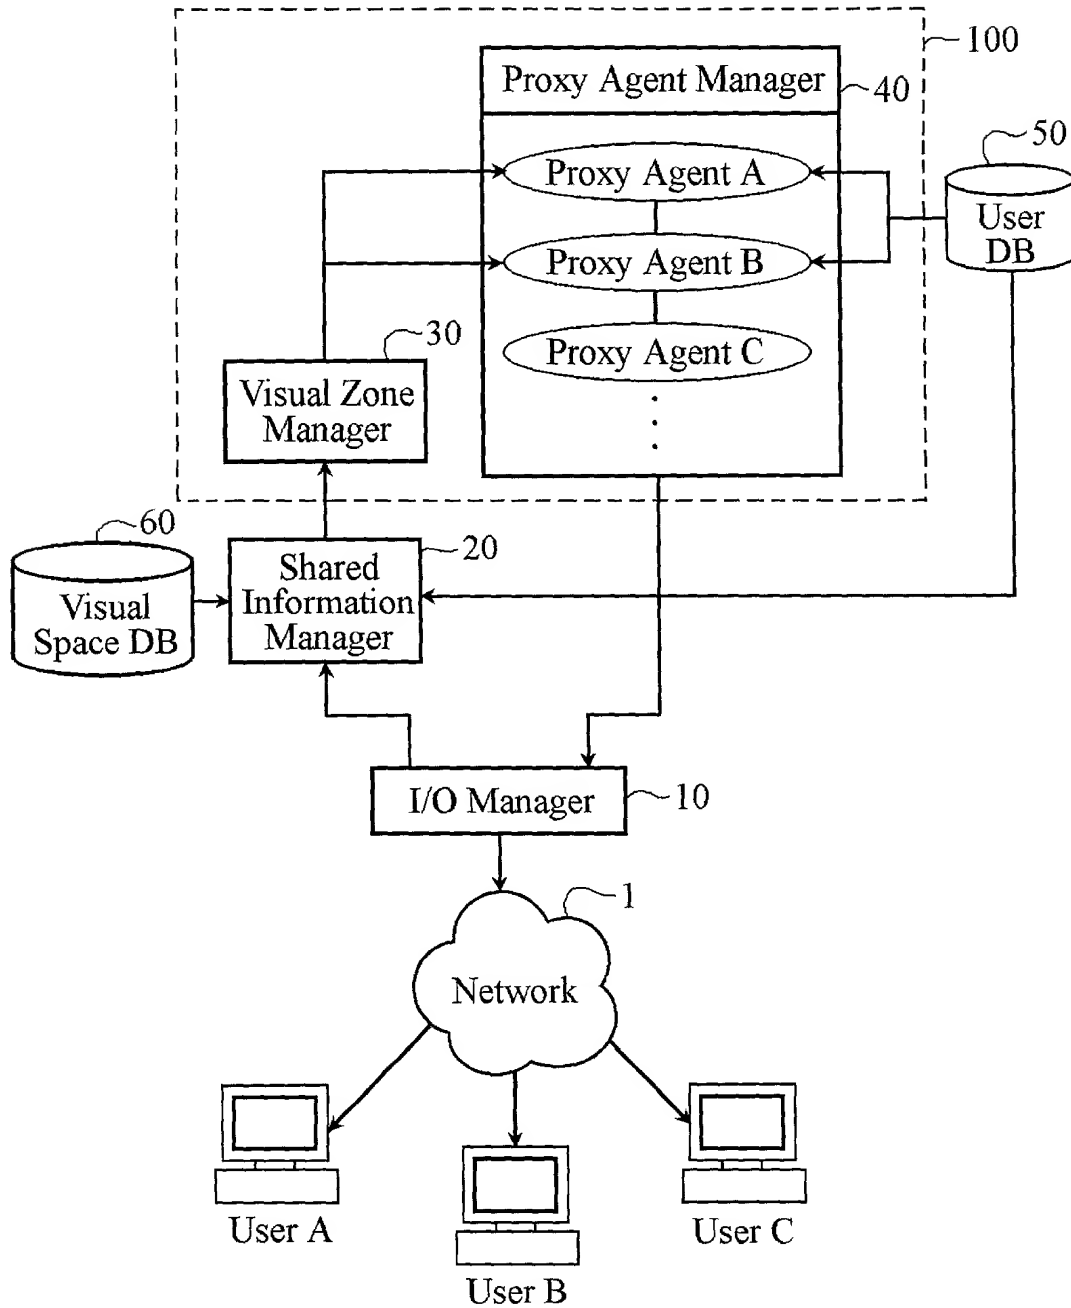 100
Proxy Agent Manager
40
50
Proxy Agent A
User
DB
Proxy Agent B
30
Proxy Agent C
Visual Zone
Manager
60
20
Shared
Information
Manager
Visual
Space DB
I/O Manager
10
1
Network
User A
User B
User C